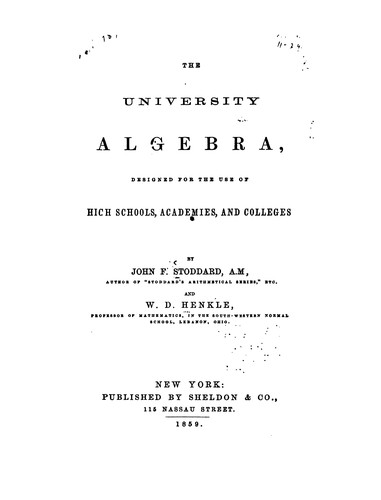 THE
UNIVERSITY
ALGEBRA,
DESIGNED FOR THE USE OF
HIGH SCHOOLS, ACADEMIES, AND COLLEGES
BY
JOHN F. STODDARD, A.M,
AUTHOR OF "STODDARD'S ARITHMETICAL SERIES," ETC.
AND
W. D. HENKLE,
PROFESSOR OF MATHEMATICS, IN THE SOUTH-WESTERN NORMAL
SCHOOL, LEBANON, OHIO.
NEW YORK:
PUBLISHED BY SHELDON & CO.,
115 NASSAU STREET.
1859.